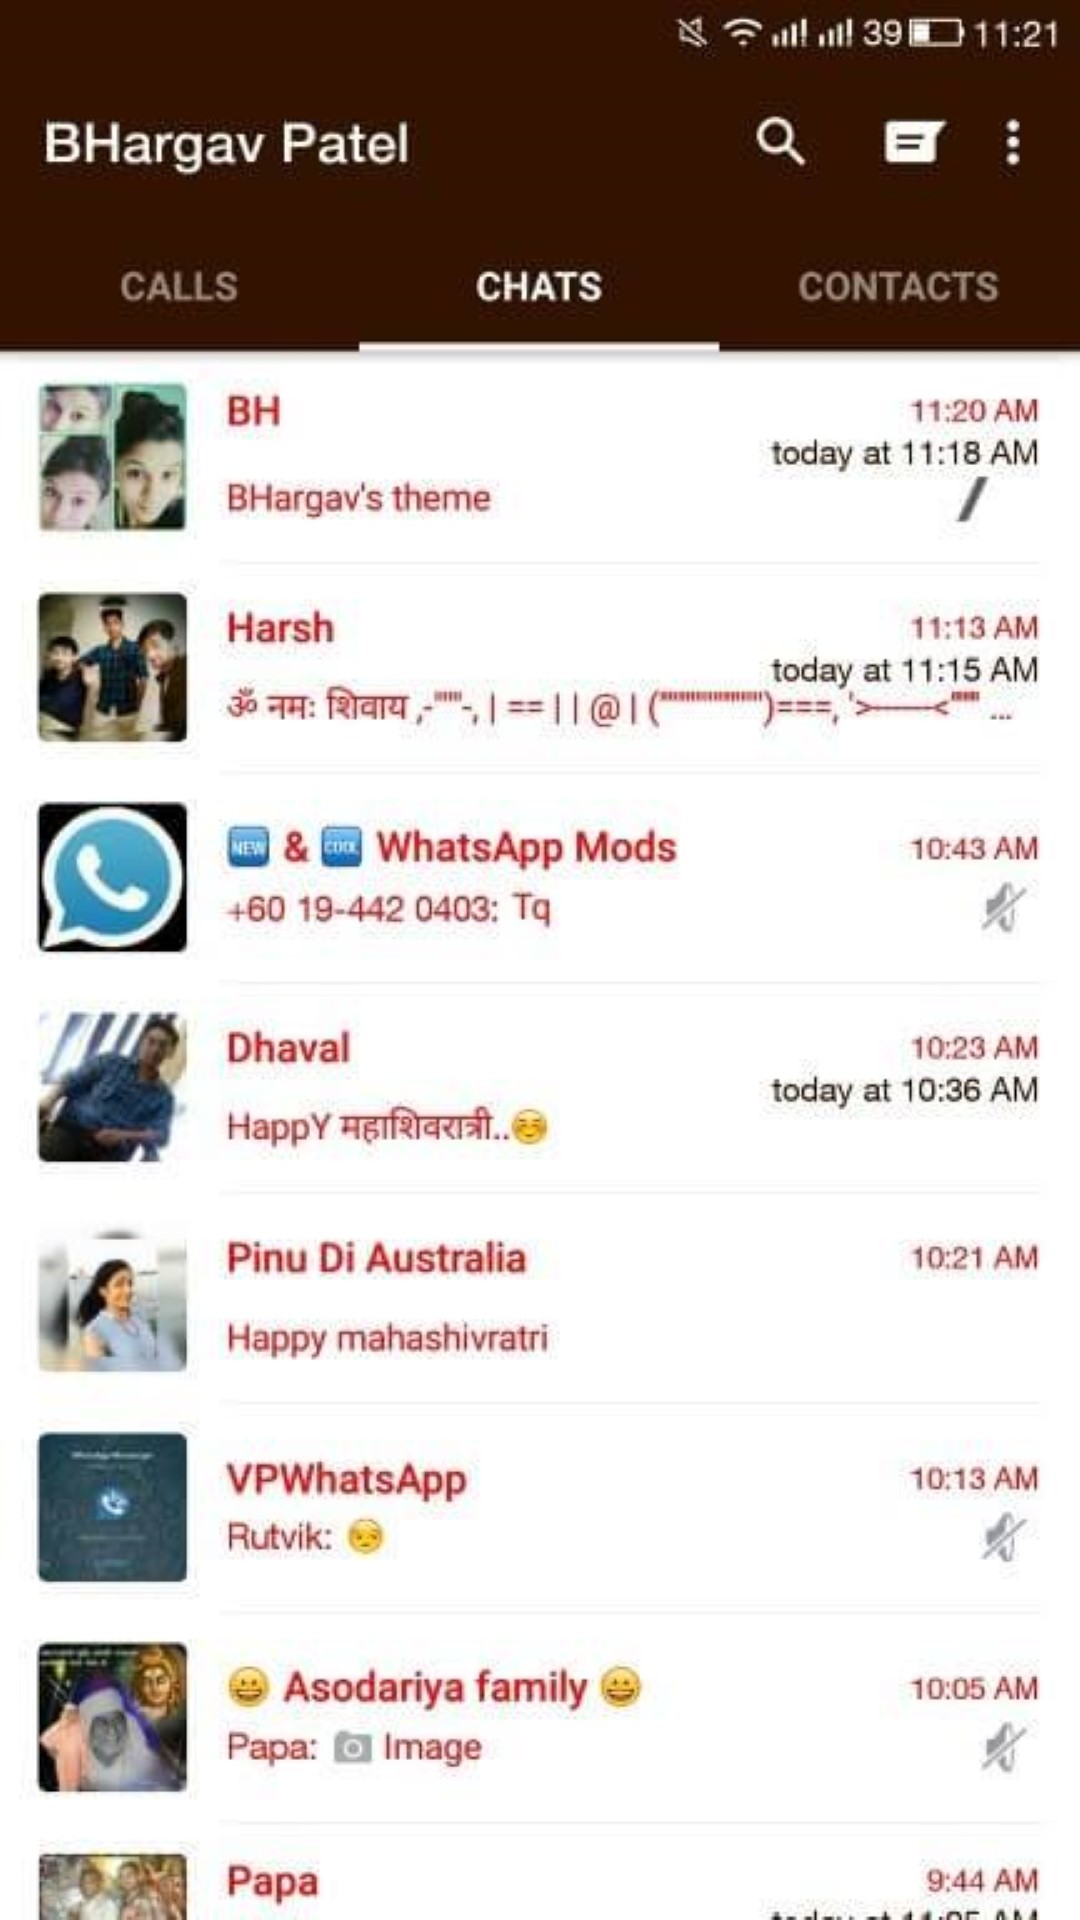 39 11:21
BHargav Patel
CALLS CHATS CONTACTS
BH 11:20 AM
today at 11:18 AM
BHargav's theme
Harsh 11:13 AM
today at 11:15 AM
ॐ नमः शिवाय ,-""'-, | == | | @ | ("""""""""""")===, '>——–<""'" ...
NEW & COOL WhatsApp Mods 10:43 AM
+60 19-442 0403: Tq
Dhaval 10:23 AM
today at 10:36 AM
HappY महाशिवरात्री..☺️
Pinu Di Australia 10:21 AM
Happy mahashivratri
VPWhatsApp 10:13 AM
Rutvik: 😒
😀 Asodariya family 😀 10:05 AM
Papa: 📷 Image
Papa 9:44 AM